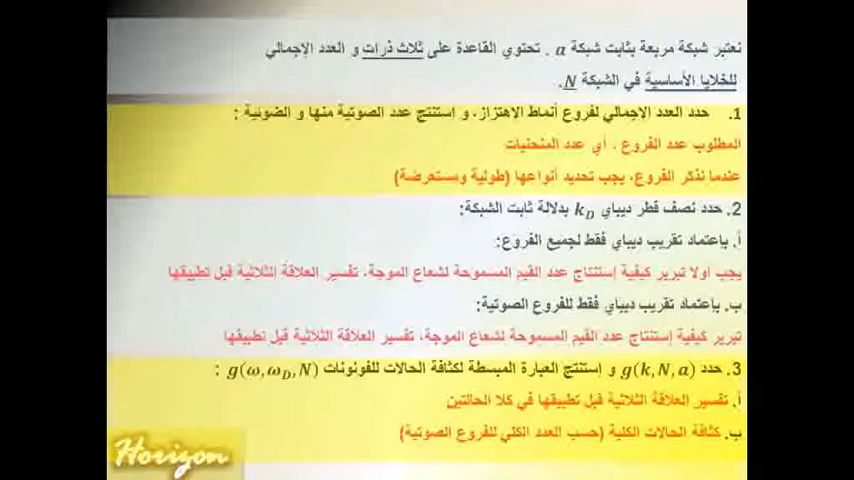 نعتبر شبكة مربعة بثابت شبكة a . تحتوي القاعدة على ثلاث ذرات و العدد الإجمالي
للخلايا الأساسية في الشبكة N.
1. حدد العدد الاجمالي لفروع أنماط الاهتزاز، و استنتج عدد الصوتية منها و الضوئية :
المطلوب عدد الفروع ، أي عدد المنحنيات
عندما نذكر الفروع، يجب تحديد أنواعها (طولية ومستعرضة)
2. حدد نصف قطر ديباي k_D بدلالة ثابت الشبكة:
أ. باعتماد تقريب ديباي فقط لجميع الفروع:
يجب اولا تبرير كيفية إستنتاج عدد القيم المسموحة لشعاع الموجة، تفسير العلاقة الثلاثية قبل تطبيقها
ب. باعتماد تقريب ديباي فقط للفروع الصوتية:
تبرير كيفية إستنتاج عدد القيم المسموحة لشعاع الموجة، تفسير العلاقة الثلاثية قبل تطبيقها
3. حدد g(k, N, a) و إستنتج العبارة المبسطة لكثافة الحالات للفونونات g(ω, ω_D, N) :
أ. تفسير العلاقة الثلاثية قبل تطبيقها في كلا الحالتين
ب. كثافة الحالات الكلية (حسب العدد الكلي للفروع الصوتية)
Horizon